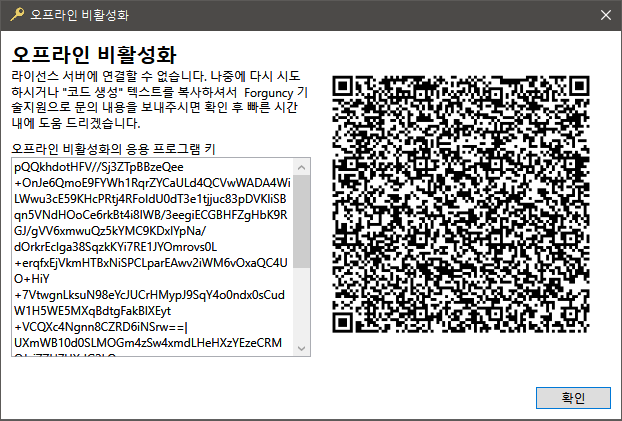 오프라인 비활성화
오프라인 비활성화
라이선스 서버에 연결할 수 없습니다. 나중에 다시 시도
하시거나 "코드 생성" 텍스트를 복사하셔서 Forguncy 기
술지원으로 문의 내용을 보내주시면 확인 후 빠른 시간
내에 도움 드리겠습니다.
오프라인 비활성화의 응용 프로그램 키
pQQkhdotHFV//Sj3ZTpBBzeQee
+OnJe6QmoE9FYWh1RqrZYCaULd4QCVwWADA4Wi
LWwu3cE59KHcPRtj4RFoIdU0dT3e1tjjuc83pDVKIiSB
qn5VNdHOoCe6rkBt4i8IWB/3eegiECGBHFZgHbK9R
GJ/gVV6xmwuQz5kYMC9KDxIYpNa/
dOrkrEcIga38SqzkKYi7RE1JYOmrovs0L
+erqfxEjVkmHTBxNiSPCLparEAwv2iWM6vOxaQC4U
O+HiY
+7VtwgnLksuN98eYcJUCrHMypJ9SqY4o0ndx0sCud
W1H5WE5MXqBdtgFakBIXEyt
+VCQXc4Ngnn8CZRD6iNSrw==|
UXmWB10d0SLMOGm4zSw4xmdLHeHXzYEzeCRM
확인